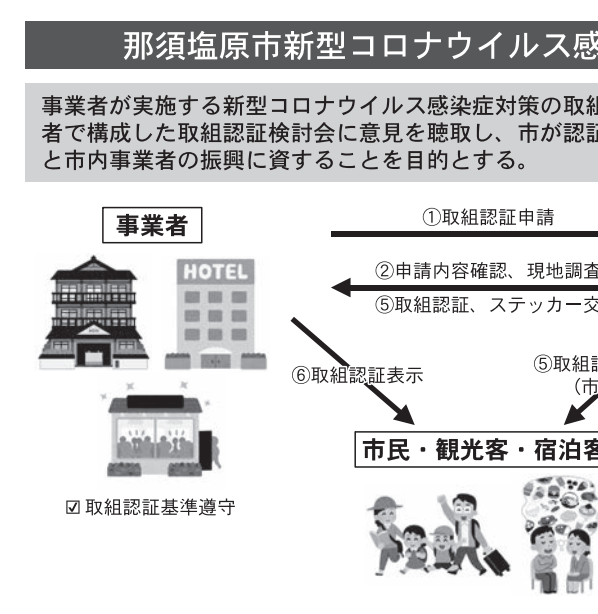 那須塩原市新型コロナウイルス感
事業者が実施する新型コロナウイルス感染症対策の取組
者で構成した取組認証検討会に意見を聴取し、市が認証
と市内事業者の振興に資することを目的とする。
事業者
①取組認証申請
HOTEL
②申請内容確認、現地調査
⑤取組認証、ステッカー交
⑥取組認証表示
⑤取組認
（市
市民・観光客・宿泊客
☑ 取組認証基準遵守